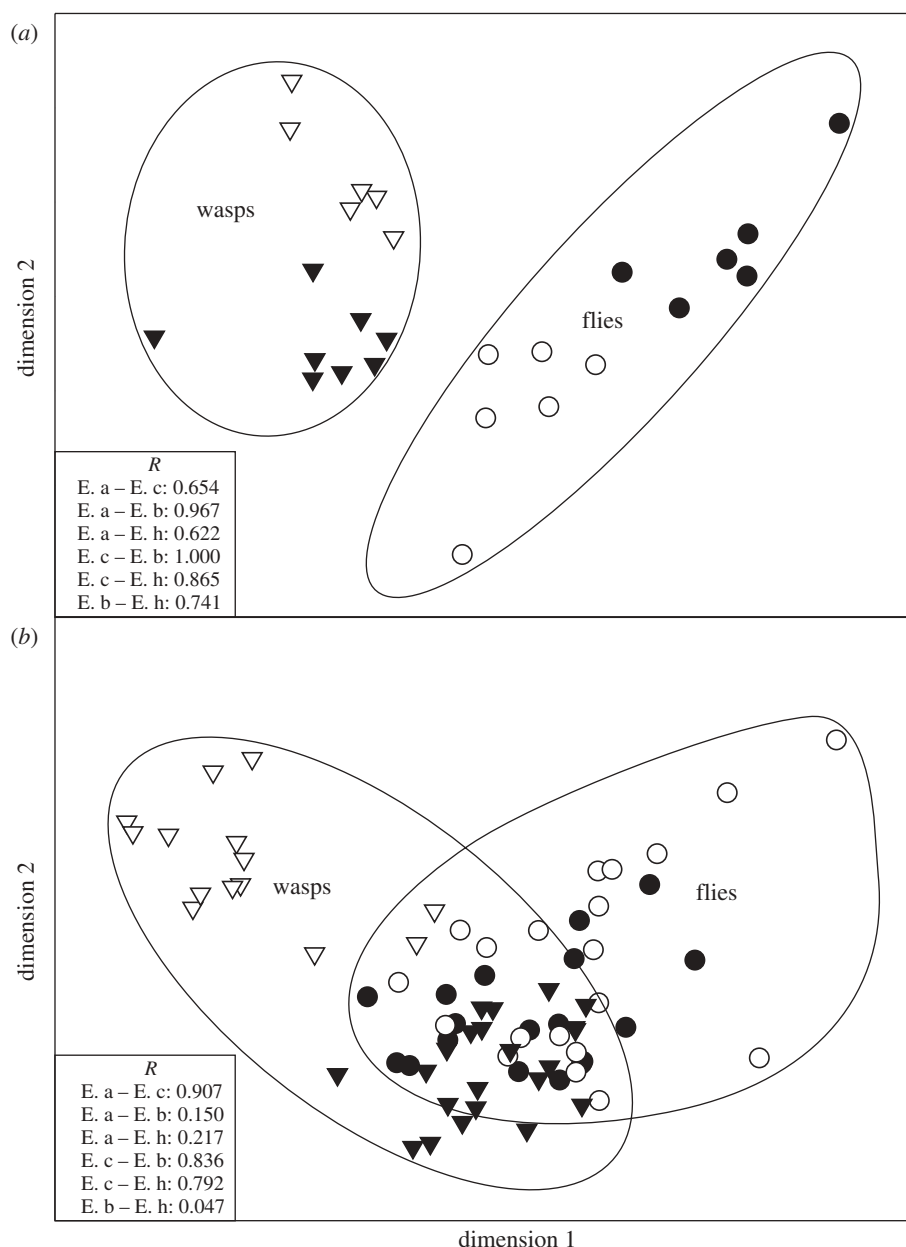 (a)
dimension 2
wasps
flies
R
E. a – E. c: 0.654
E. a – E. b: 0.967
E. a – E. h: 0.622
E. c – E. b: 1.000
E. c – E. h: 0.865
E. b – E. h: 0.741
(b)
dimension 2
wasps
flies
R
E. a – E. c: 0.907
E. a – E. b: 0.150
E. a – E. h: 0.217
E. c – E. b: 0.836
E. c – E. h: 0.792
E. b – E. h: 0.047
dimension 1